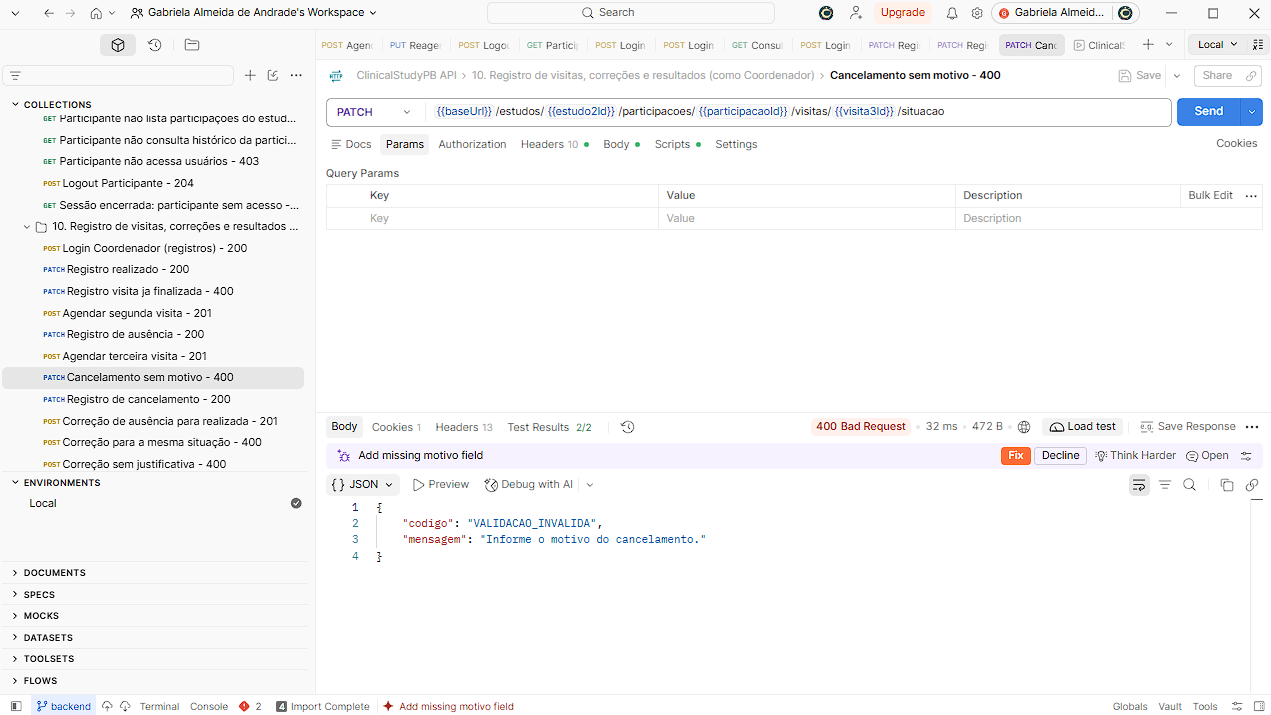 Gabriela Almeida de Andrade's Workspace
Search
Upgrade
Gabriela Almeid...
POST Agen
PUT Reage
POST Logo
GET Particip
POST Login
POST Login
GET Consul
POST Login
PATCH Regi
PATCH Regi
PATCH Canc
ClinicalS
Local
ClinicalStudyPB API > 10. Registro de visitas, correções e resultados (como Coordenador) > Cancelamento sem motivo - 400
Save
Share
COLLECTIONS
GET Participante não lista participações do estud...
GET Participante não consulta histórico da partici...
GET Participante não acessa usuários - 403
POST Logout Participante - 204
GET Sessão encerrada: participante sem acesso -...
10. Registro de visitas, correções e resultados ...
POST Login Coordenador (registros) - 200
PATCH Registro realizado - 200
PATCH Registro visita ja finalizada - 400
POST Agendar segunda visita - 201
PATCH Registro de ausência - 200
POST Agendar terceira visita - 201
PATCH Cancelamento sem motivo - 400
PATCH Registro de cancelamento - 200
POST Correção de ausência para realizada - 201
POST Correção para a mesma situação - 400
POST Correção sem justificativa - 400
ENVIRONMENTS
Local
DOCUMENTS
SPECS
MOCKS
DATASETS
TOOLSETS
FLOWS
PATCH
{{baseUrl}} /estudos/ {{estudo2Id}} /participacoes/ {{participacaoId}} /visitas/ {{visita3Id}} /situacao
Send
Docs Params Authorization Headers 10 Body Scripts Settings
Cookies
Query Params
Key Value Description Bulk Edit
Key Value Description
Body Cookies 1 Headers 13 Test Results 2/2
400 Bad Request 32 ms 472 B Load test
e.g. Save Response
Add missing motivo field
Fix Decline Think Harder Open
{} JSON Preview Debug with AI
1 {
2 "codigo": "VALIDACAO_INVALIDA",
3 "mensagem": "Informe o motivo do cancelamento."
4 }
backend Terminal Console 2 4 Import Complete Add missing motivo field
Globals Vault Tools